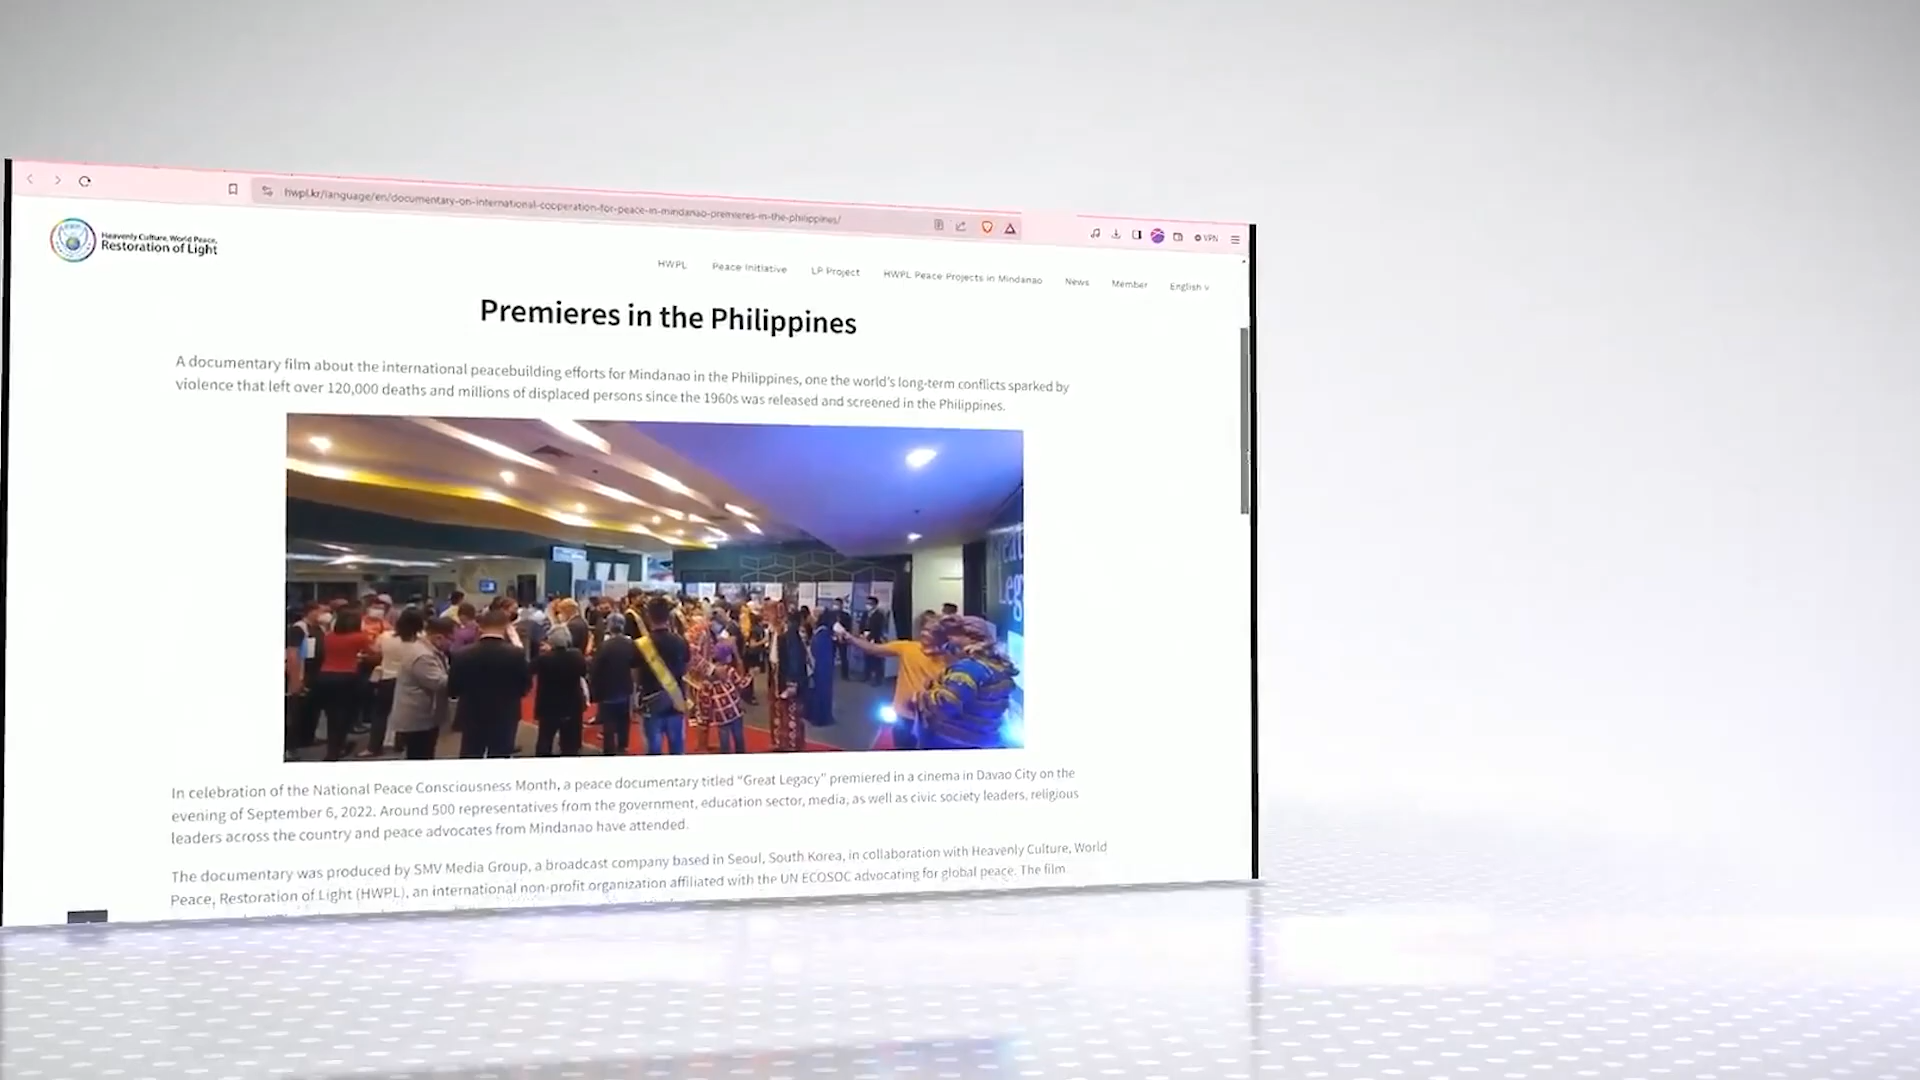 hwpl.kr/language/en/documentary-on-international-cooperation-for-peace-in-mindanao-premieres-in-the-philippines/
VPN
Heavenly Culture, World Peace,
Restoration of Light
HWPL Peace Initiative LP Project HWPL Peace Projects in Mindanao News Member English
Premieres in the Philippines
A documentary film about the international peacebuilding efforts for Mindanao in the Philippines, one the world's long-term conflicts sparked by
violence that left over 120,000 deaths and millions of displaced persons since the 1960s was released and screened in the Philippines.
In celebration of the National Peace Consciousness Month, a peace documentary titled “Great Legacy” premiered in a cinema in Davao City on the
evening of September 6, 2022. Around 500 representatives from the government, education sector, media, as well as civic society leaders, religious
leaders across the country and peace advocates from Mindanao have attended.
The documentary was produced by SMV Media Group, a broadcast company based in Seoul, South Korea, in collaboration with Heavenly Culture, World
Peace, Restoration of Light (HWPL), an international non-profit organization affiliated with the UN ECOSOC advocating for global peace. The film